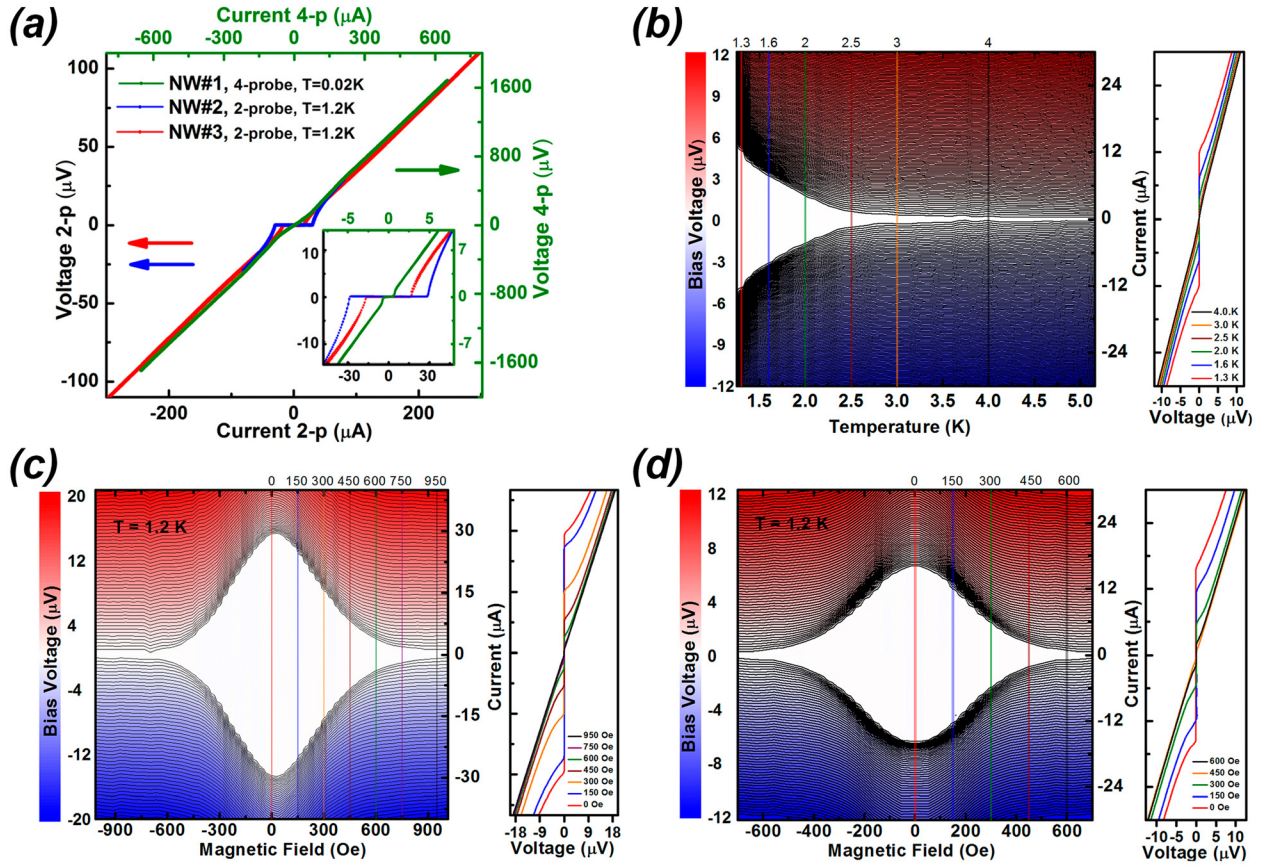 (a)
Current 4-p (μA)
-600 -300 0 300 600
NW#1, 4-probe, T=0.02K
NW#2, 2-probe, T=1.2K
NW#3, 2-probe, T=1.2K
100
50
0
-50
-100
Voltage 2-p (μV)
1600
800
0
-800
-1600
Voltage 4-p (μV)
-5 0 5
10
0
-10
7
0
-7
-30 0 30
-200 0 200
Current 2-p (μA)
(b)
1.3 1.6 2 2.5 3 4
Bias Voltage (μV)
12
9
6
3
0
-3
-6
-9
-12
1.5 2.0 2.5 3.0 3.5 4.0 4.5 5.0
Temperature (K)
Current (μA)
24
12
0
-12
-24
4.0.K
3.0 K
2.5 K
2.0 K
1.6 K
1.3 K
-10 -5 0 5 10
Voltage (μV)
(c)
0 150 300 450 600 750 950
T = 1.2 K
Bias Voltage (μV)
20
12
4
-4
-12
-20
30
15
0
-15
-30
-900 -600 -300 0 300 600 900
Magnetic Field (Oe)
Current (μA)
950 Oe
750 Oe
600 Oe
450 Oe
300 Oe
150 Oe
0 Oe
-18 -9 0 9 18
Voltage (μV)
(d)
0 150 300 450 600
T = 1.2 K
Bias Voltage (μV)
12
8
4
0
-4
-8
-12
-600 -400 -200 0 200 400 600
Magnetic Field (Oe)
Current (μA)
24
12
0
-12
-24
600 Oe
450 Oe
300 Oe
150 Oe
0 Oe
-10 -5 0 5 10
Voltage (μV)